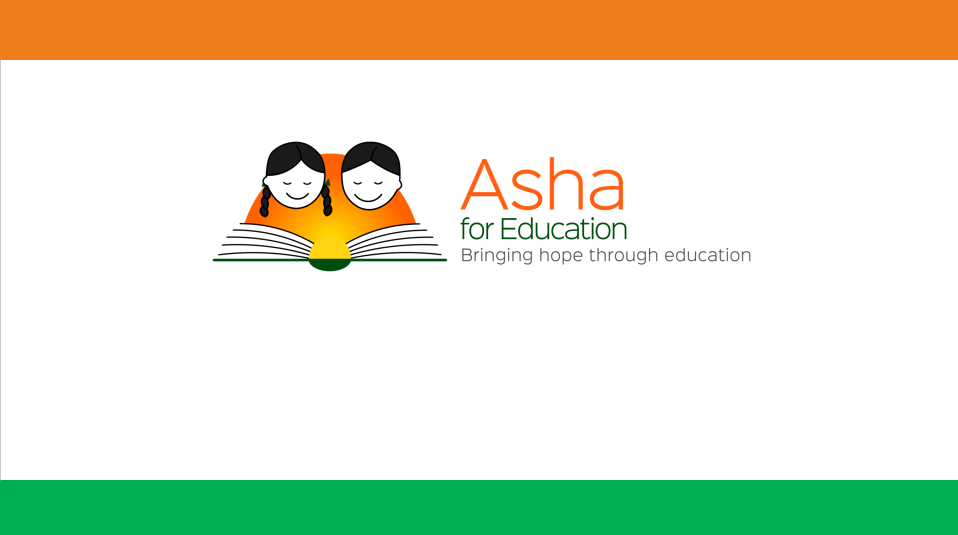 Asha
for Education
Bringing hope through education